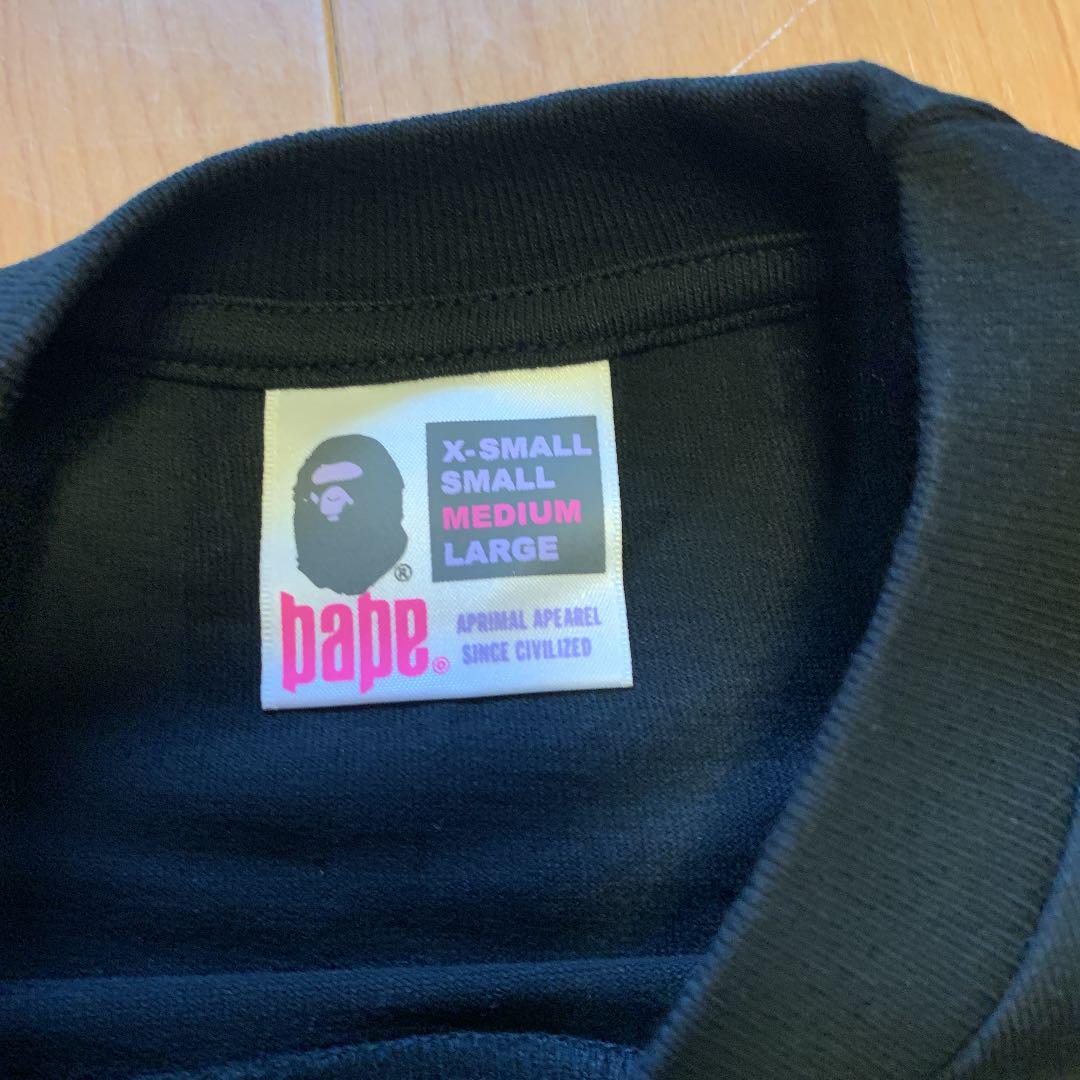 X-SMALL
SMALL
MEDIUM
LARGE
®
bape.®
APRIMAL APEAREL
SINCE CIVILIZED